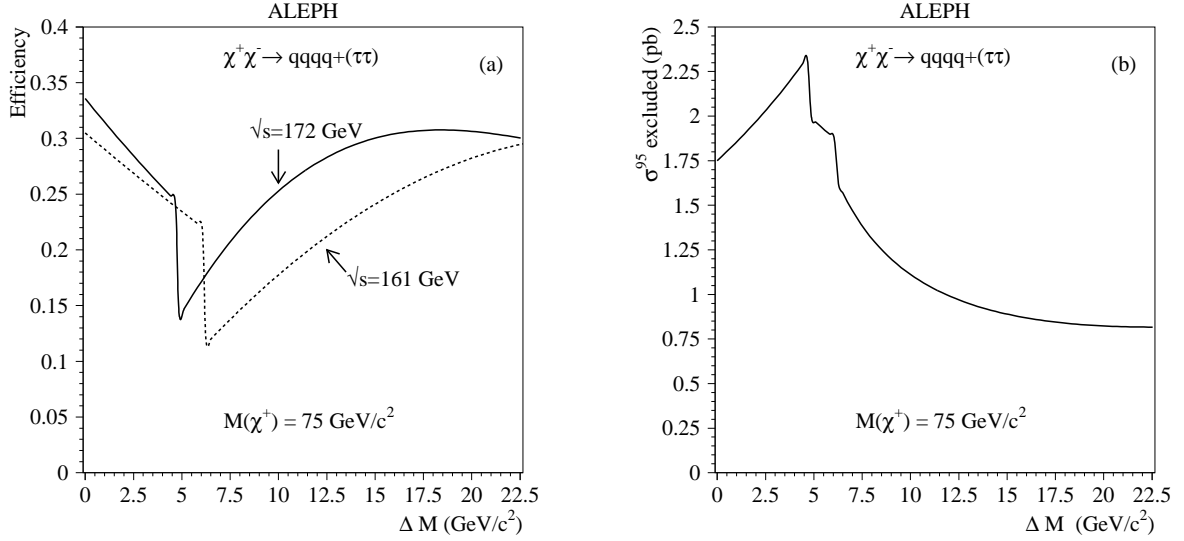 ALEPH
Efficiency
0.4
0.35
0.3
0.25
0.2
0.15
0.1
0.05
0
χ⁺χ⁻→ qqqq+(ττ)
(a)
√s=172 GeV
√s=161 GeV
M(χ⁺) = 75 GeV/c²
0 2.5 5 7.5 10 12.5 15 17.5 20 22.5
Δ M (GeV/c²)
ALEPH
σ⁹⁵ excluded (pb)
2.5
2.25
2
1.75
1.5
1.25
1
0.75
0.5
0.25
0
χ⁺χ⁻→ qqqq+(ττ)
(b)
M(χ⁺) = 75 GeV/c²
0 2.5 5 7.5 10 12.5 15 17.5 20 22.5
Δ M (GeV/c²)